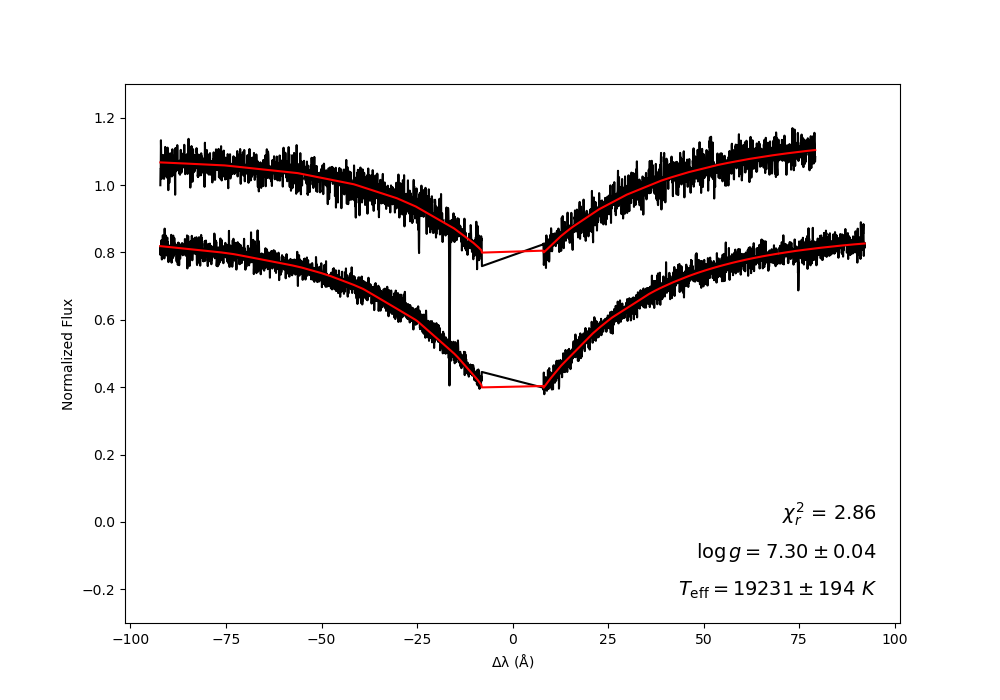 1.2
1.0
0.8
0.6
0.4
0.2
0.0
−0.2
Normalized Flux
χ²ᵣ = 2.86
log g = 7.30 ± 0.04
T_eff = 19231 ± 194 K
−100 −75 −50 −25 0 25 50 75 100
Δλ (Å)